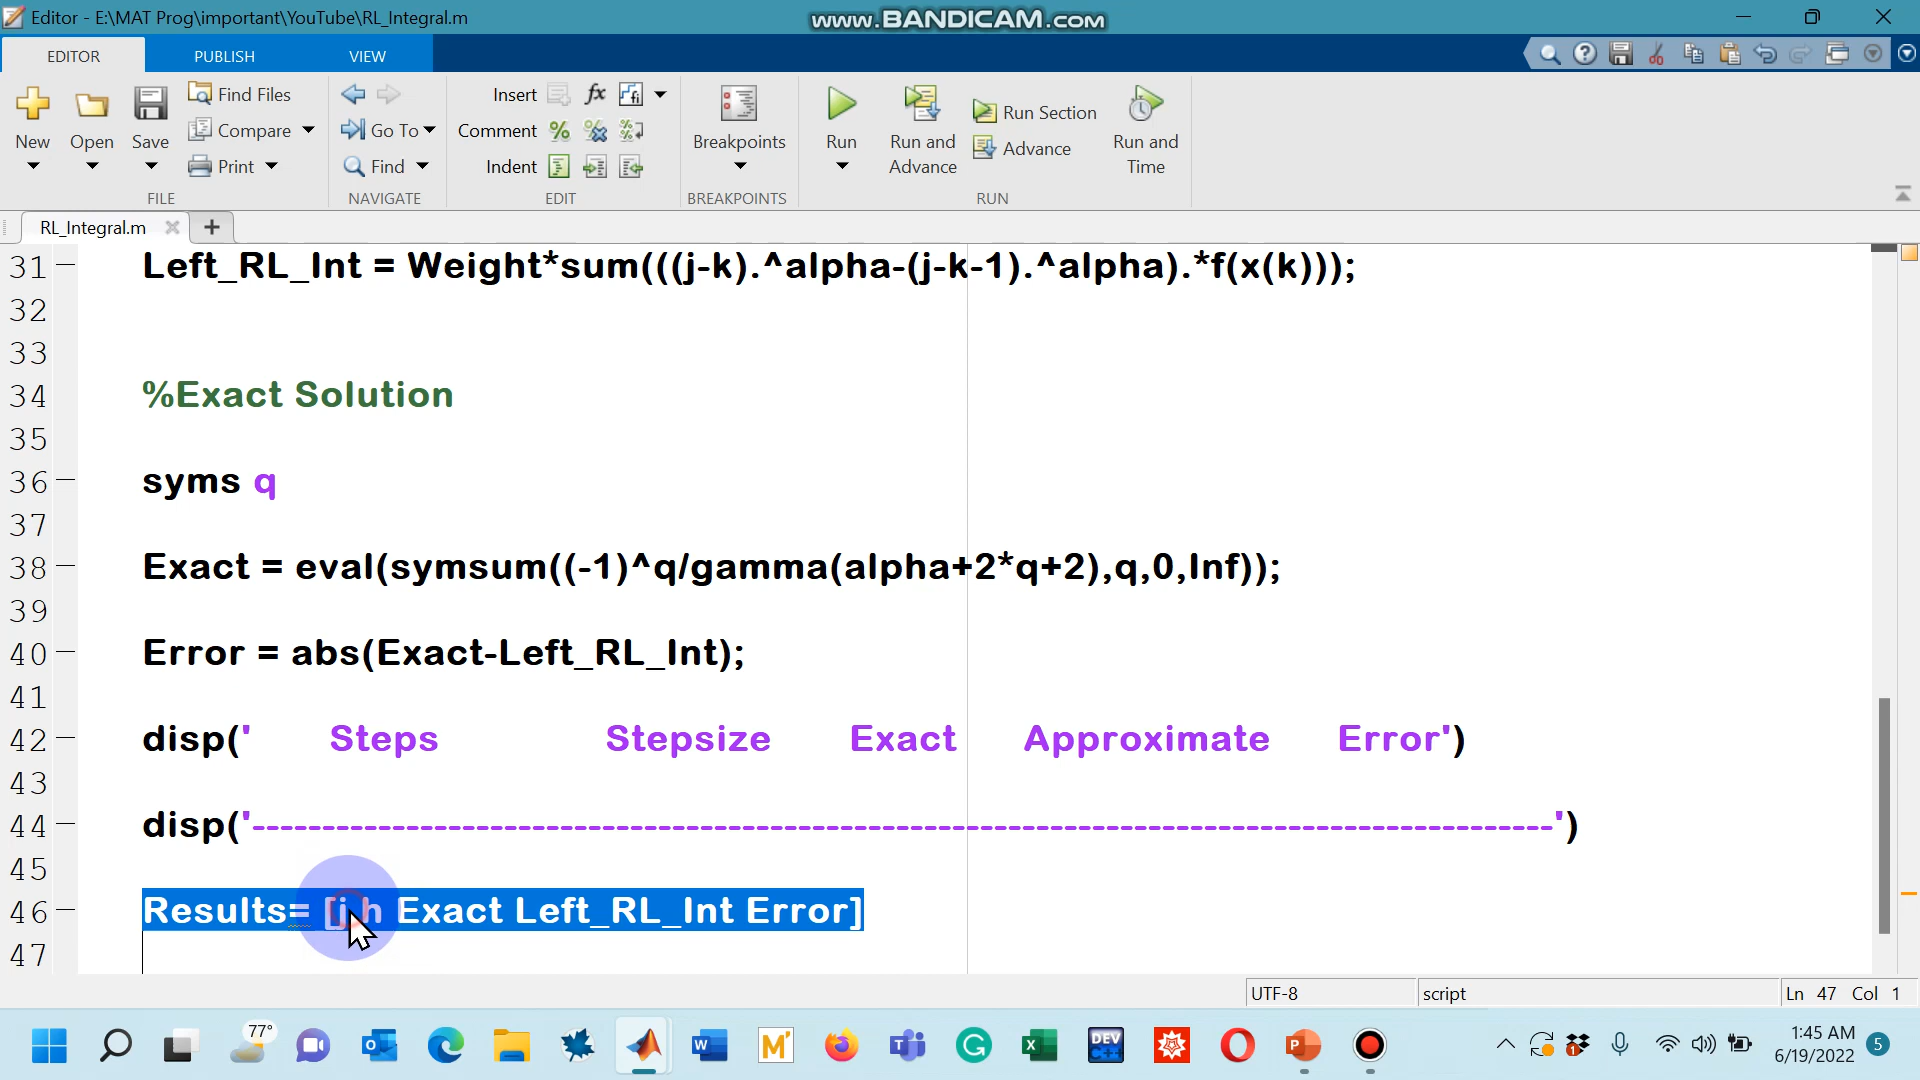 Editor - E:\MAT Prog\important\YouTube\RL_Integral.m
www.BANDICAM.com
EDITOR PUBLISH VIEW
New Open Save Find Files Compare Print
FILE
Go To Find
NAVIGATE
Insert fx
Comment
Indent
EDIT
Breakpoints
BREAKPOINTS
Run Run and Advance Run Section Advance Run and Time
RUN
RL_Integral.m
31 Left_RL_Int = Weight*sum(((j-k).^alpha-(j-k-1).^alpha).*f(x(k)));
32
33
34 %Exact Solution
35
36 syms q
37
38 Exact = eval(symsum((-1)^q/gamma(alpha+2*q+2),q,0,Inf));
39
40 Error = abs(Exact-Left_RL_Int);
41
42 disp(' Steps Stepsize Exact Approximate Error')
43
44 disp('---------------------------------------------------------------------------------------------')
45
46 Results= [j h Exact Left_RL_Int Error]
47
UTF-8 script Ln 47 Col 1
77° DEV C++ 1 1:45 AM 5
6/19/2022